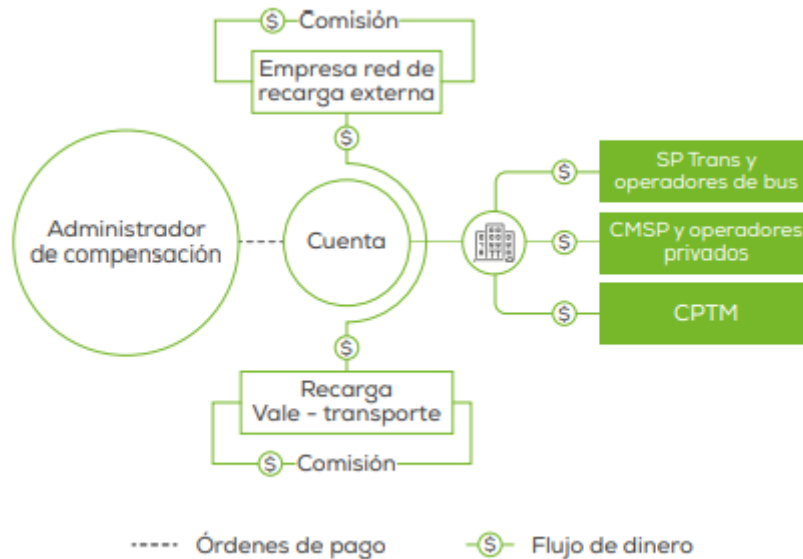 $ Comisión
Empresa red de
recarga externa
$
SP Trans y
operadores de bus
$
Administrador
de compensación
Cuenta
CMSP y operadores
privados
$
CPTM
$
$
Recarga
Vale - transporte
$ Comisión
Órdenes de pago
$ Flujo de dinero